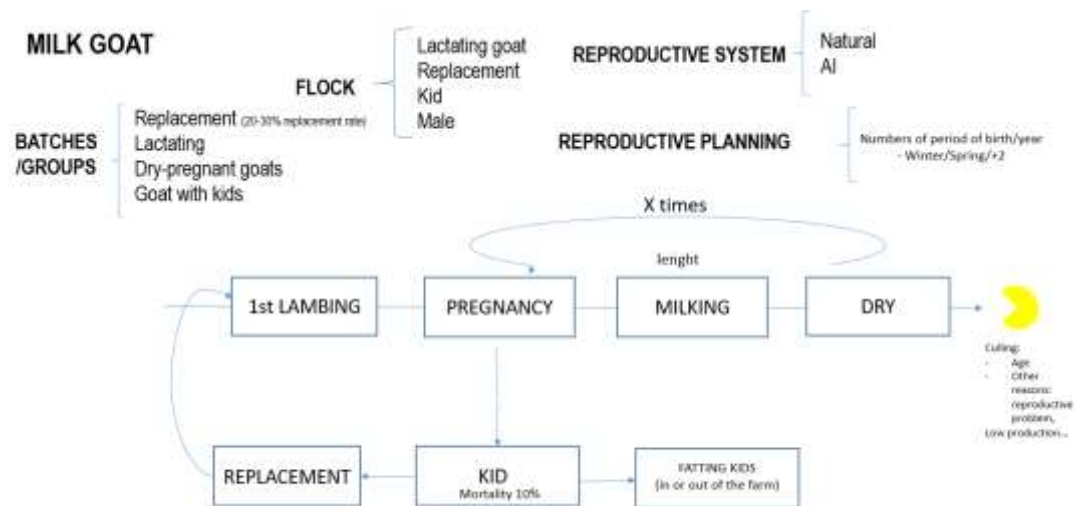 MILK GOAT
FLOCK
Lactating goat
Replacement
Kid
Male
REPRODUCTIVE SYSTEM
Natural
AI
BATCHES
/GROUPS
Replacement (20-30% replacement rate)
Lactating
Dry-pregnant goats
Goat with kids
REPRODUCTIVE PLANNING
Numbers of period of birth/year
- Winter/Spring/+2
X times
lenght
1st LAMBING
PREGNANCY
MILKING
DRY
Culling:
- Age
- Other
reasons:
reproductive
problem,
Low production...
REPLACEMENT
KID
Mortality 10%
FATTING KIDS
(in or out of the farm)